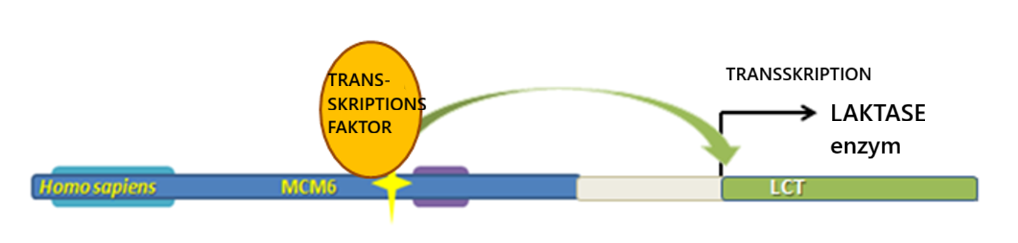 TRANS-
SKRIPTIONS
FAKTOR
TRANSSKRIPTION
LAKTASE
enzym
Homo sapiens
MCM6
LCT